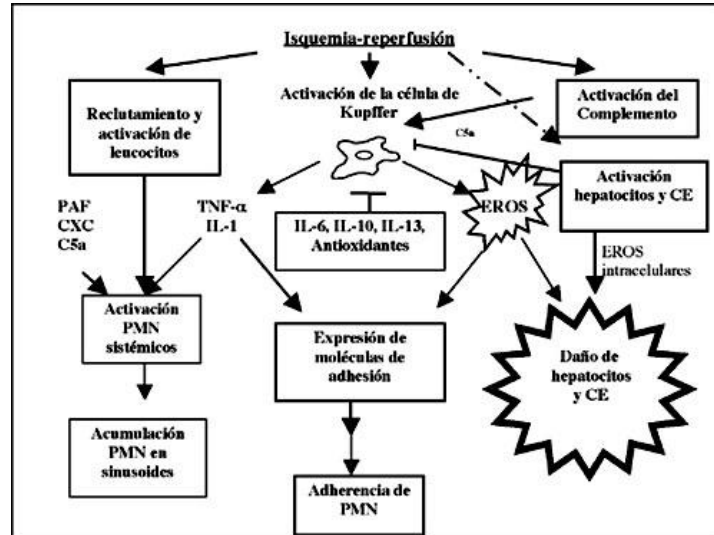 Isquemia-reperfusión
Reclutamiento y
activación de
leucocitos
Activación de la célula de
Kupffer
Activación del
Complemento
C5a
Activación
hepatocitos y CE
PAF
CXC
C5a
TNF-α
IL-1
IL-6, IL-10, IL-13,
Antioxidantes
EROS
EROS
intracelulares
Activación
PMN
sistémicos
Expresión de
moléculas de
adhesión
Daño de
hepatocitos
y CE
Acumulación
PMN en
sinusoides
Adherencia de
PMN